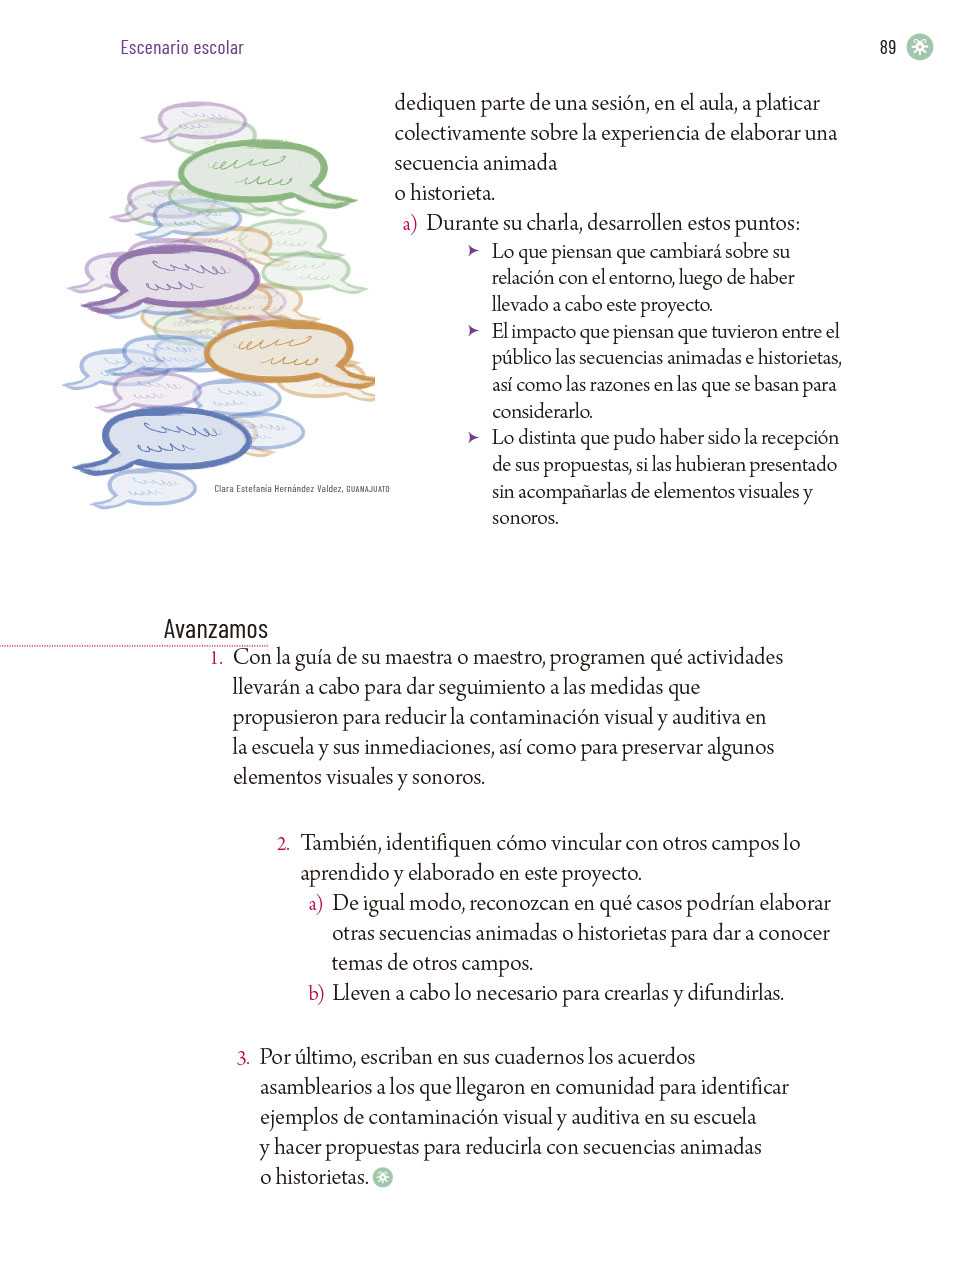 Escenario escolar
89
dediquen parte de una sesión, en el aula, a platicar
colectivamente sobre la experiencia de elaborar una
secuencia animada
o historieta.
a) Durante su charla, desarrollen estos puntos:
➤ Lo que piensan que cambiará sobre su
relación con el entorno, luego de haber
llevado a cabo este proyecto.
➤ El impacto que piensan que tuvieron entre el
público las secuencias animadas e historietas,
así como las razones en las que se basan para
considerarlo.
➤ Lo distinta que pudo haber sido la recepción
de sus propuestas, si las hubieran presentado
sin acompañarlas de elementos visuales y
sonoros.
Clara Estefanía Hernández Valdez, GUANAJUATO
Avanzamos
1. Con la guía de su maestra o maestro, programen qué actividades
llevarán a cabo para dar seguimiento a las medidas que
propusieron para reducir la contaminación visual y auditiva en
la escuela y sus inmediaciones, así como para preservar algunos
elementos visuales y sonoros.
2. También, identifiquen cómo vincular con otros campos lo
aprendido y elaborado en este proyecto.
a) De igual modo, reconozcan en qué casos podrían elaborar
otras secuencias animadas o historietas para dar a conocer
temas de otros campos.
b) Lleven a cabo lo necesario para crearlas y difundirlas.
3. Por último, escriban en sus cuadernos los acuerdos
asamblearios a los que llegaron en comunidad para identificar
ejemplos de contaminación visual y auditiva en su escuela
y hacer propuestas para reducirla con secuencias animadas
o historietas.